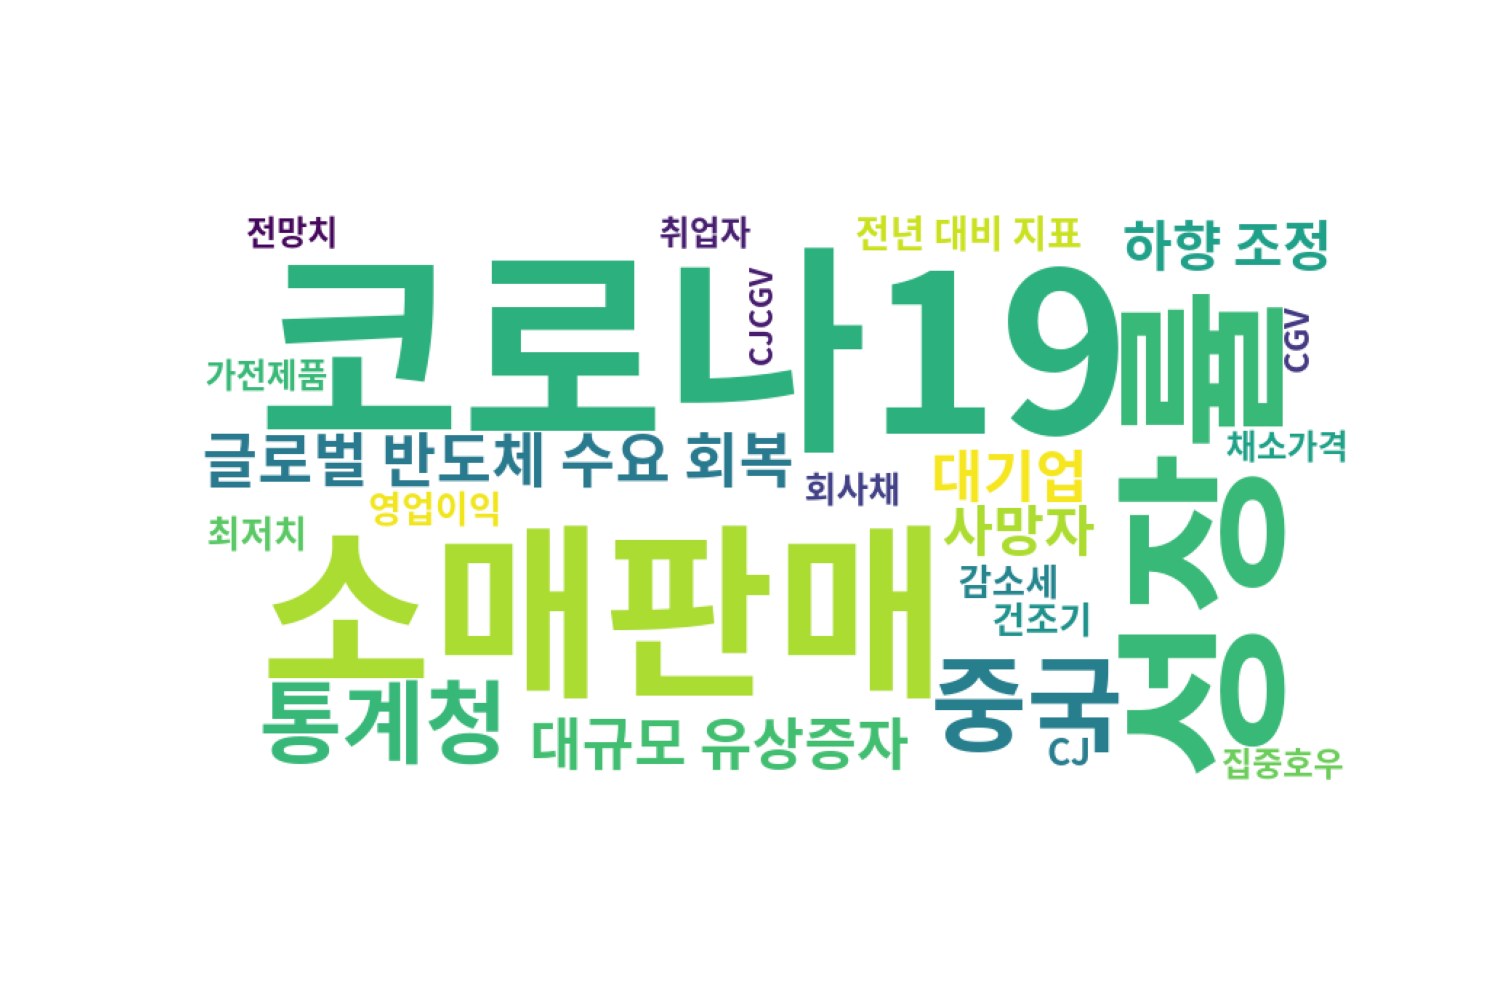 전망치
취업자
전년 대비 지표
하향 조정
코로나19
CJCGV
성장률
CGV
가전제품
글로벌 반도체 수요 회복
채소가격
회사채
대기업
영업이익
최저치
사망자
소매판매
감소세
건조기
중국
통계청
대규모 유상증자
CJ
집중호우